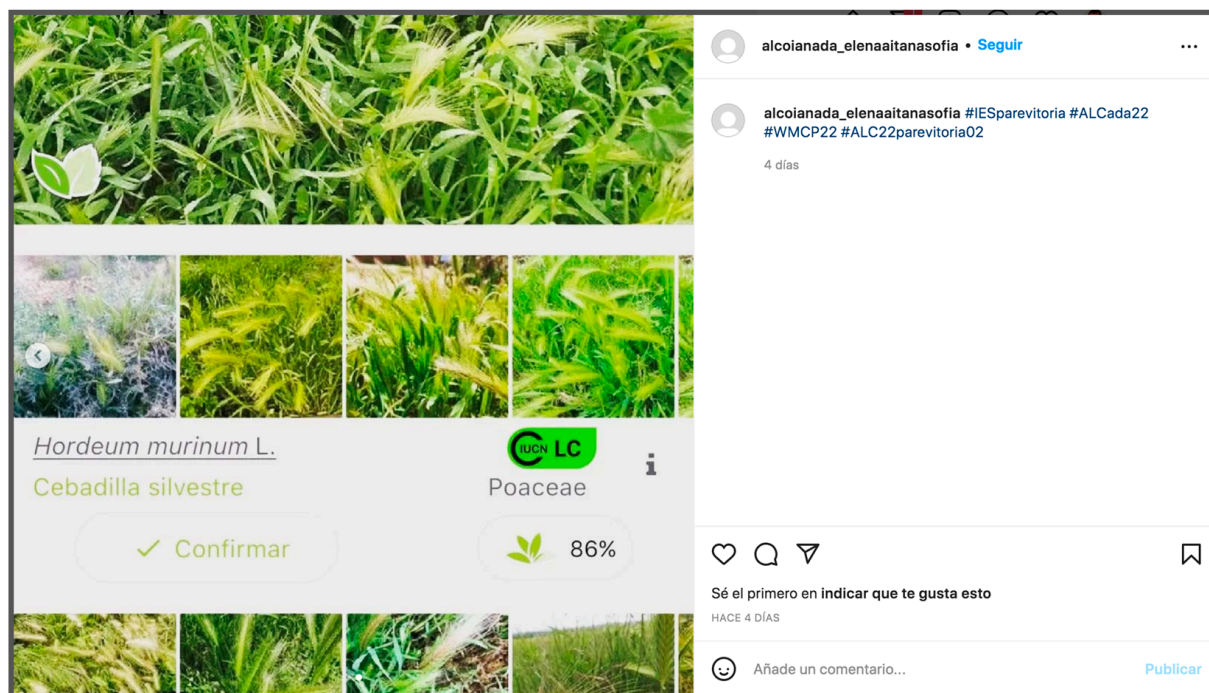 Hordeum murinum L.
IUCN LC
Cebadilla silvestre
Poaceae
Confirmar
86%
alcoianada_elenaaitanasofia • Seguir
alcoianada_elenaaitanasofia #IESparevitoria #ALCada22
#WMCP22 #ALC22parevitoria02
4 días
Sé el primero en indicar que te gusta esto
HACE 4 DÍAS
Añade un comentario... Publicar